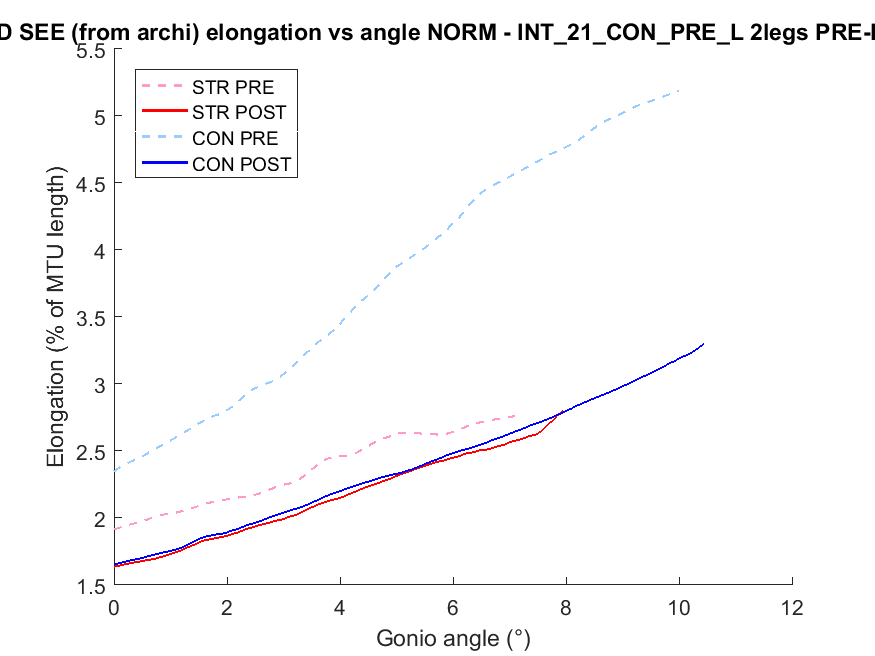 D SEE (from archi) elongation vs angle NORM - INT_21_CON_PRE_L 2legs PRE-
5.5
5
4.5
4
3.5
3
2.5
2
1.5
Elongation (% of MTU length)
STR PRE
STR POST
CON PRE
CON POST
0 2 4 6 8 10 12
Gonio angle (°)